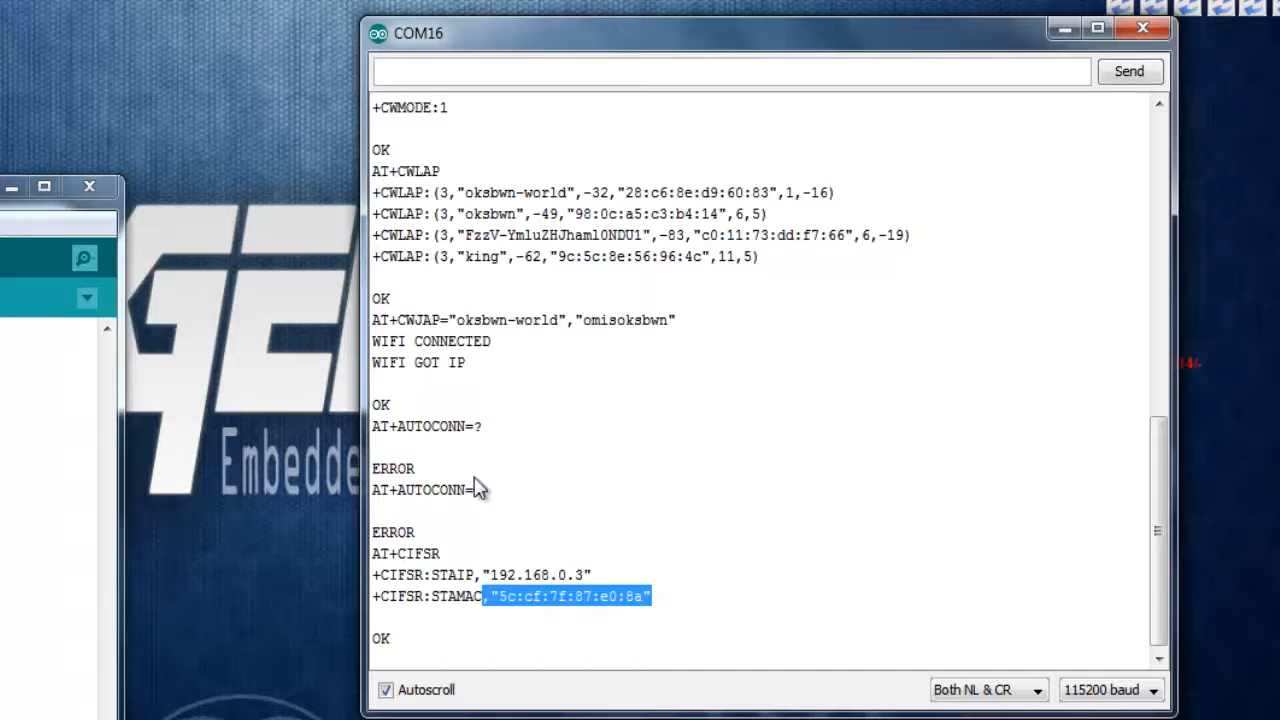 COM16
Send
+CWMODE:1
OK
AT+CWLAP
+CWLAP:(3,"oksbwn-world",-32,"28:c6:8e:d9:60:83",1,-16)
+CWLAP:(3,"oksbwn",-49,"98:0c:a5:c3:b4:14",6,5)
+CWLAP:(3,"FzzV-YmluZHJhaml0NDU1",-83,"c0:11:73:dd:f7:66",6,-19)
+CWLAP:(3,"king",-62,"9c:5c:8e:56:96:4c",11,5)
OK
AT+CWJAP="oksbwn-world","omisoksbwn"
WIFI CONNECTED
WIFI GOT IP
14/-
OK
AT+AUTOCONN=?
Embedde
ERROR
AT+AUTOCONN=
ERROR
AT+CIFSR
+CIFSR:STAIP,"192.168.0.3"
+CIFSR:STAMAC,"5c:cf:7f:87:e0:8a"
OK
Autoscroll
Both NL & CR
115200 baud